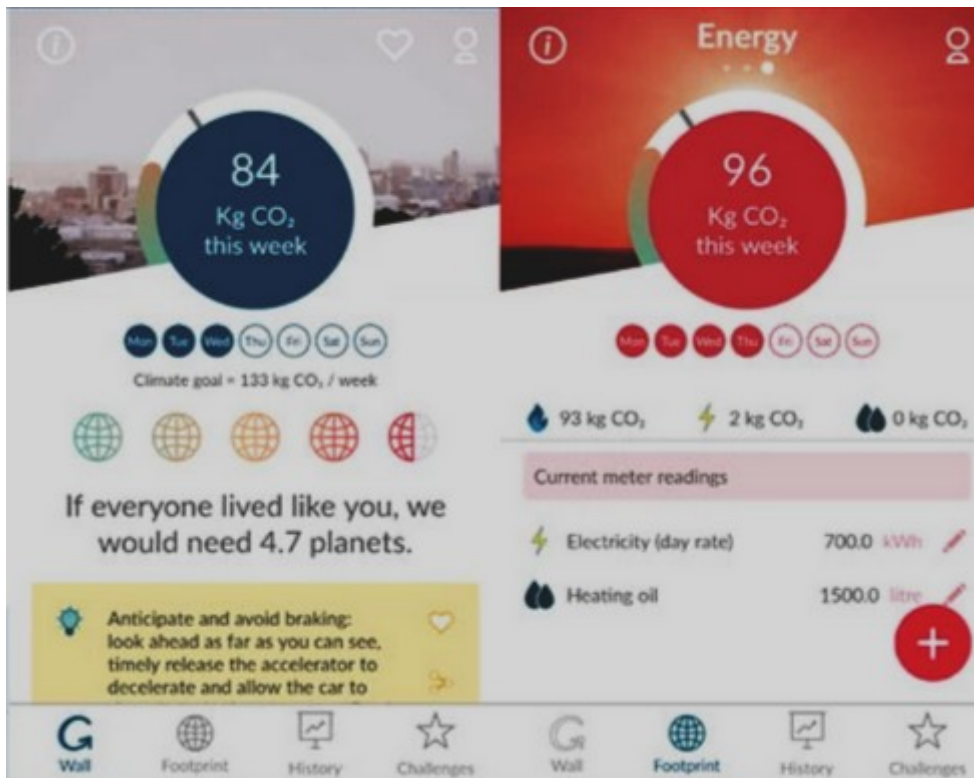 84
Kg CO₂
this week
Mon Tue Wed Thu Fri Sat Sun
Climate goal = 133 kg CO₂ / week
If everyone lived like you, we
would need 4.7 planets.
Anticipate and avoid braking:
look ahead as far as you can see,
timely release the accelerator to
decelerate and allow the car to
Wall Footprint History Challenges
Energy
96
Kg CO₂
this week
Mon Tue Wed Thu Fri Sat Sun
93 kg CO₂ 2 kg CO₂ 0 kg CO₂
Current meter readings
Electricity (day rate) 700.0 kWh
Heating oil 1500.0 litre
Wall Footprint History Challenges